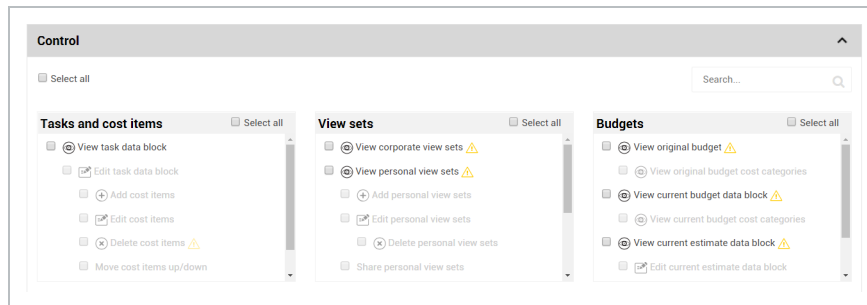 Control
Select all
Search...
Tasks and cost items
Select all
View task data block
Edit task data block
Add cost items
Edit cost items
Delete cost items
Move cost items up/down
View sets
Select all
View corporate view sets
View personal view sets
Add personal view sets
Edit personal view sets
Delete personal view sets
Share personal view sets
Budgets
Select all
View original budget
View original budget cost categories
View current budget data block
View current budget cost categories
View current estimate data block
Edit current estimate data block